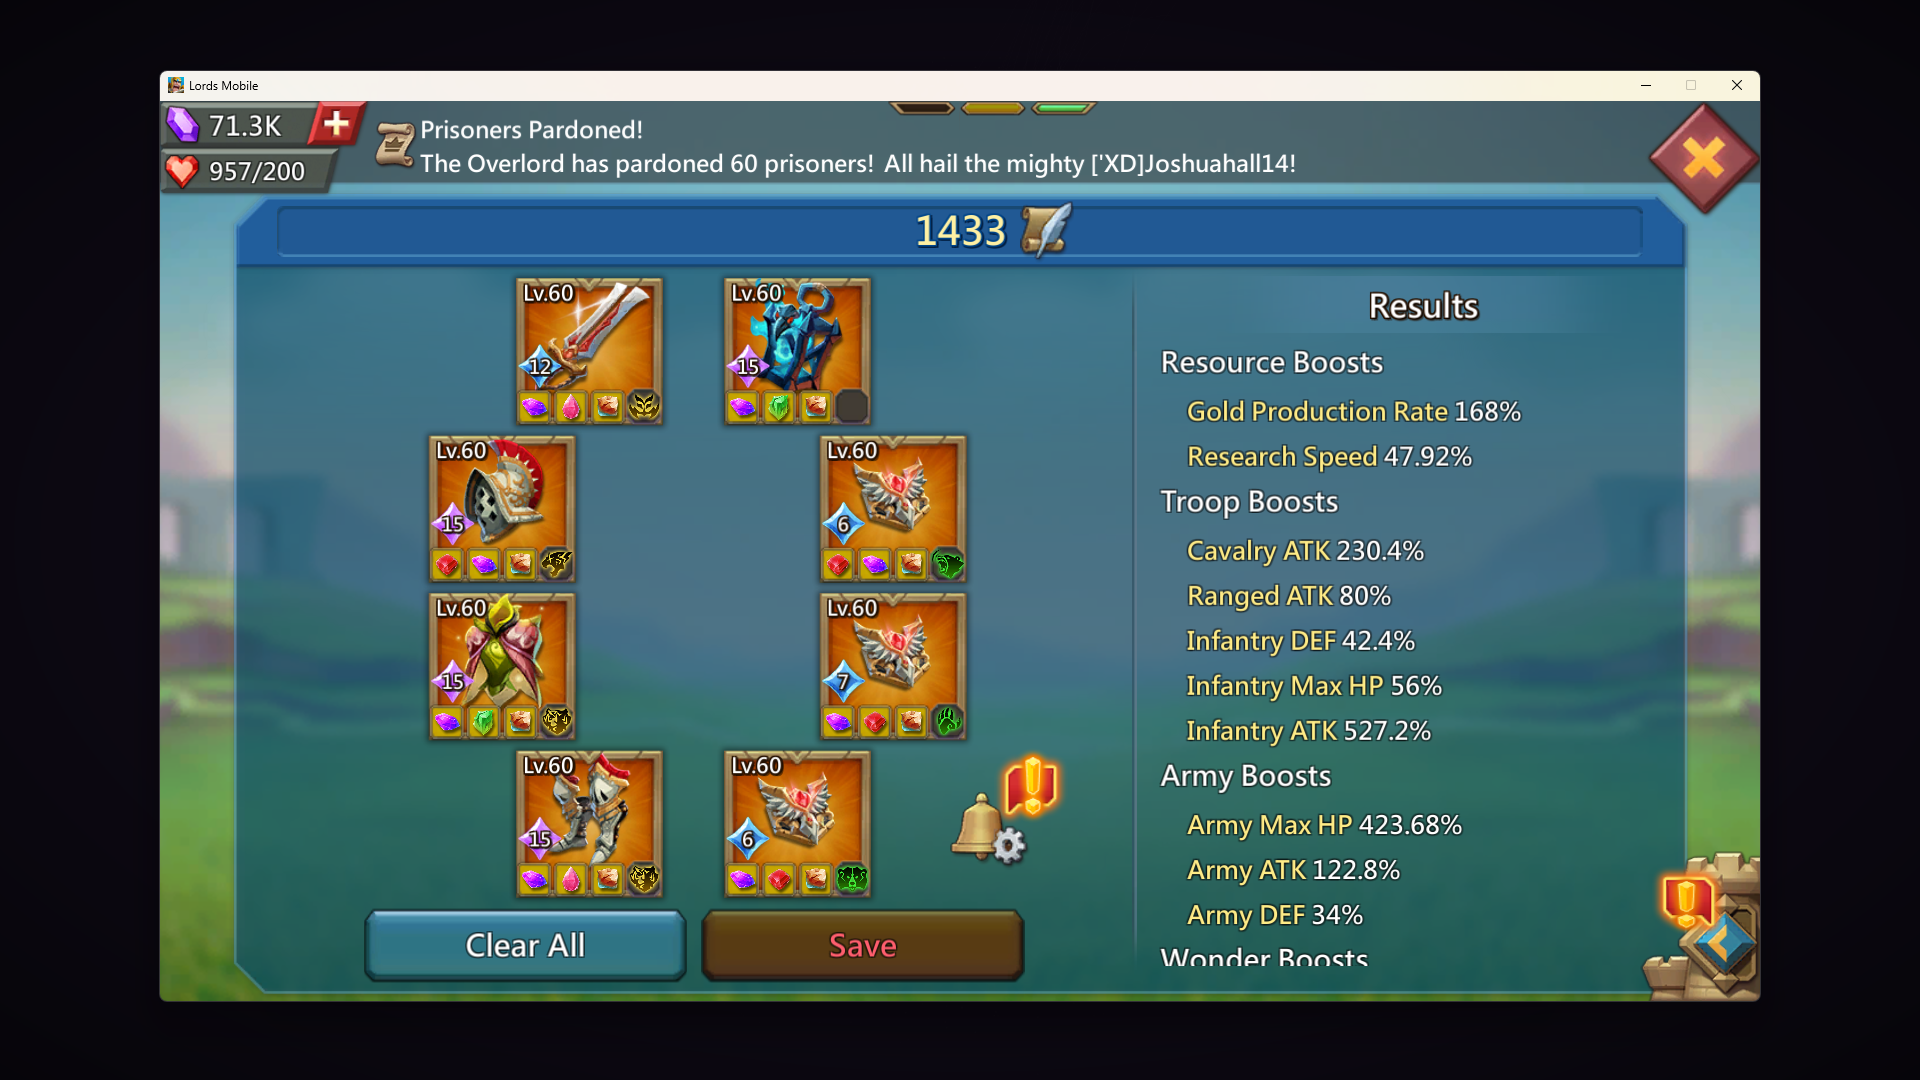 Lords Mobile
71.3K
957/200
Prisoners Pardoned!
The Overlord has pardoned 60 prisoners! All hail the mighty ['XD]Joshuahall14!
1433
Lv.60
12
Lv.60
15
Lv.60
15
Lv.60
6
Lv.60
15
Lv.60
7
Lv.60
15
Lv.60
6
Clear All
Save
Results
Resource Boosts
Gold Production Rate 168%
Research Speed 47.92%
Troop Boosts
Cavalry ATK 230.4%
Ranged ATK 80%
Infantry DEF 42.4%
Infantry Max HP 56%
Infantry ATK 527.2%
Army Boosts
Army Max HP 423.68%
Army ATK 122.8%
Army DEF 34%
Wonder Boosts